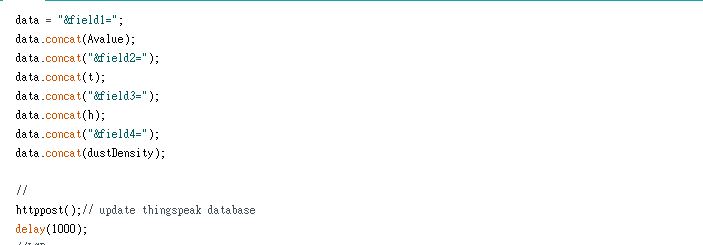 data = "&field1=";
data.concat(Avalue);
data.concat("&field2=");
data.concat(t);
data.concat("&field3=");
data.concat(h);
data.concat("&field4=");
data.concat(dustDensity);
//
httppost();// update thingspeak database
delay(1000);